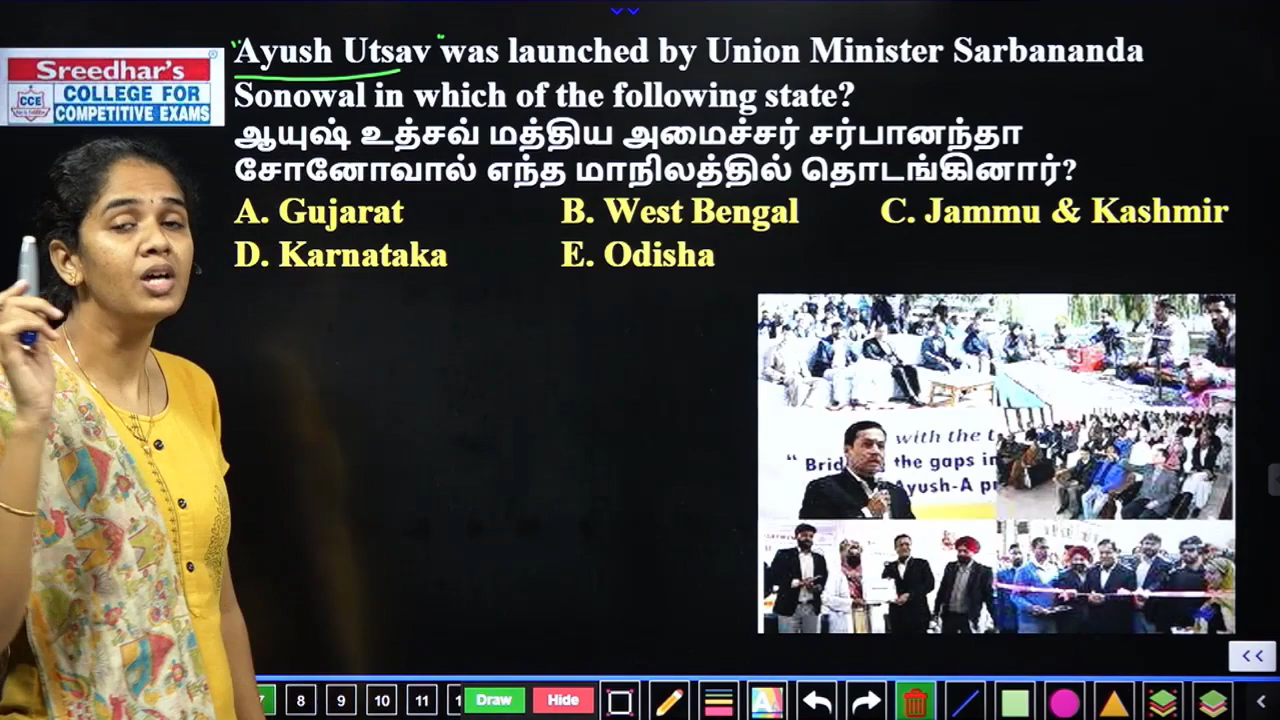 Ayush Utsav was launched by Union Minister Sarbananda
Sonowal in which of the following state?
ஆயுஷ் உத்சவ் மத்திய அமைச்சர் சர்பானந்தா
சோனோவால் எந்த மாநிலத்தில் தொடங்கினார்?
A. Gujarat B. West Bengal C. Jammu & Kashmir
D. Karnataka E. Odisha
Sreedhar's
CCE
COLLEGE FOR
COMPETITIVE EXAMS
with the
the gaps in
Ayush-A
7 8 9 10 11 1 Draw Hide A <<